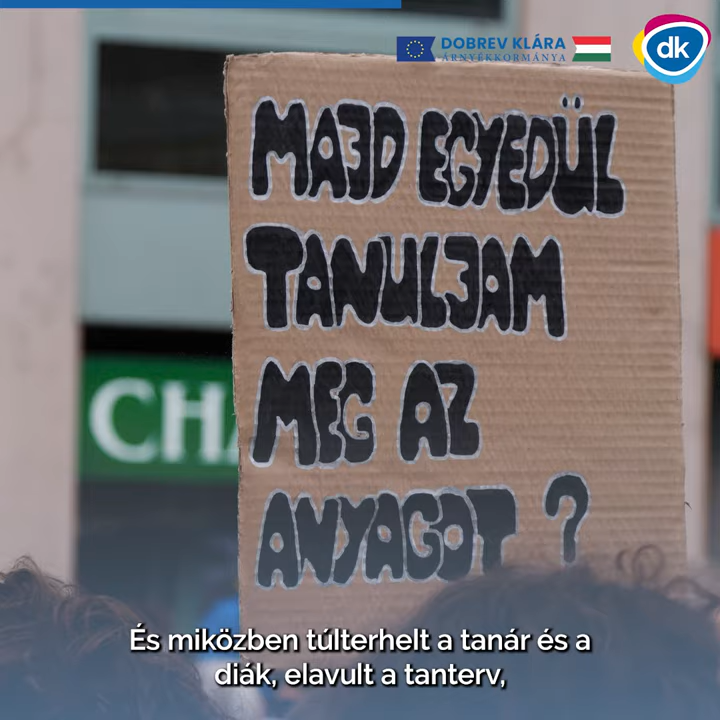 DOBREV KLÁRA
ÁRNYÉKKORMÁNYA
dk
MAJD EGYEDÜL
TANULJAM
MEG AZ
ANYAGOT ?
CHA
És miközben túlterhelt a tanár és a
diák, elavult a tanterv,